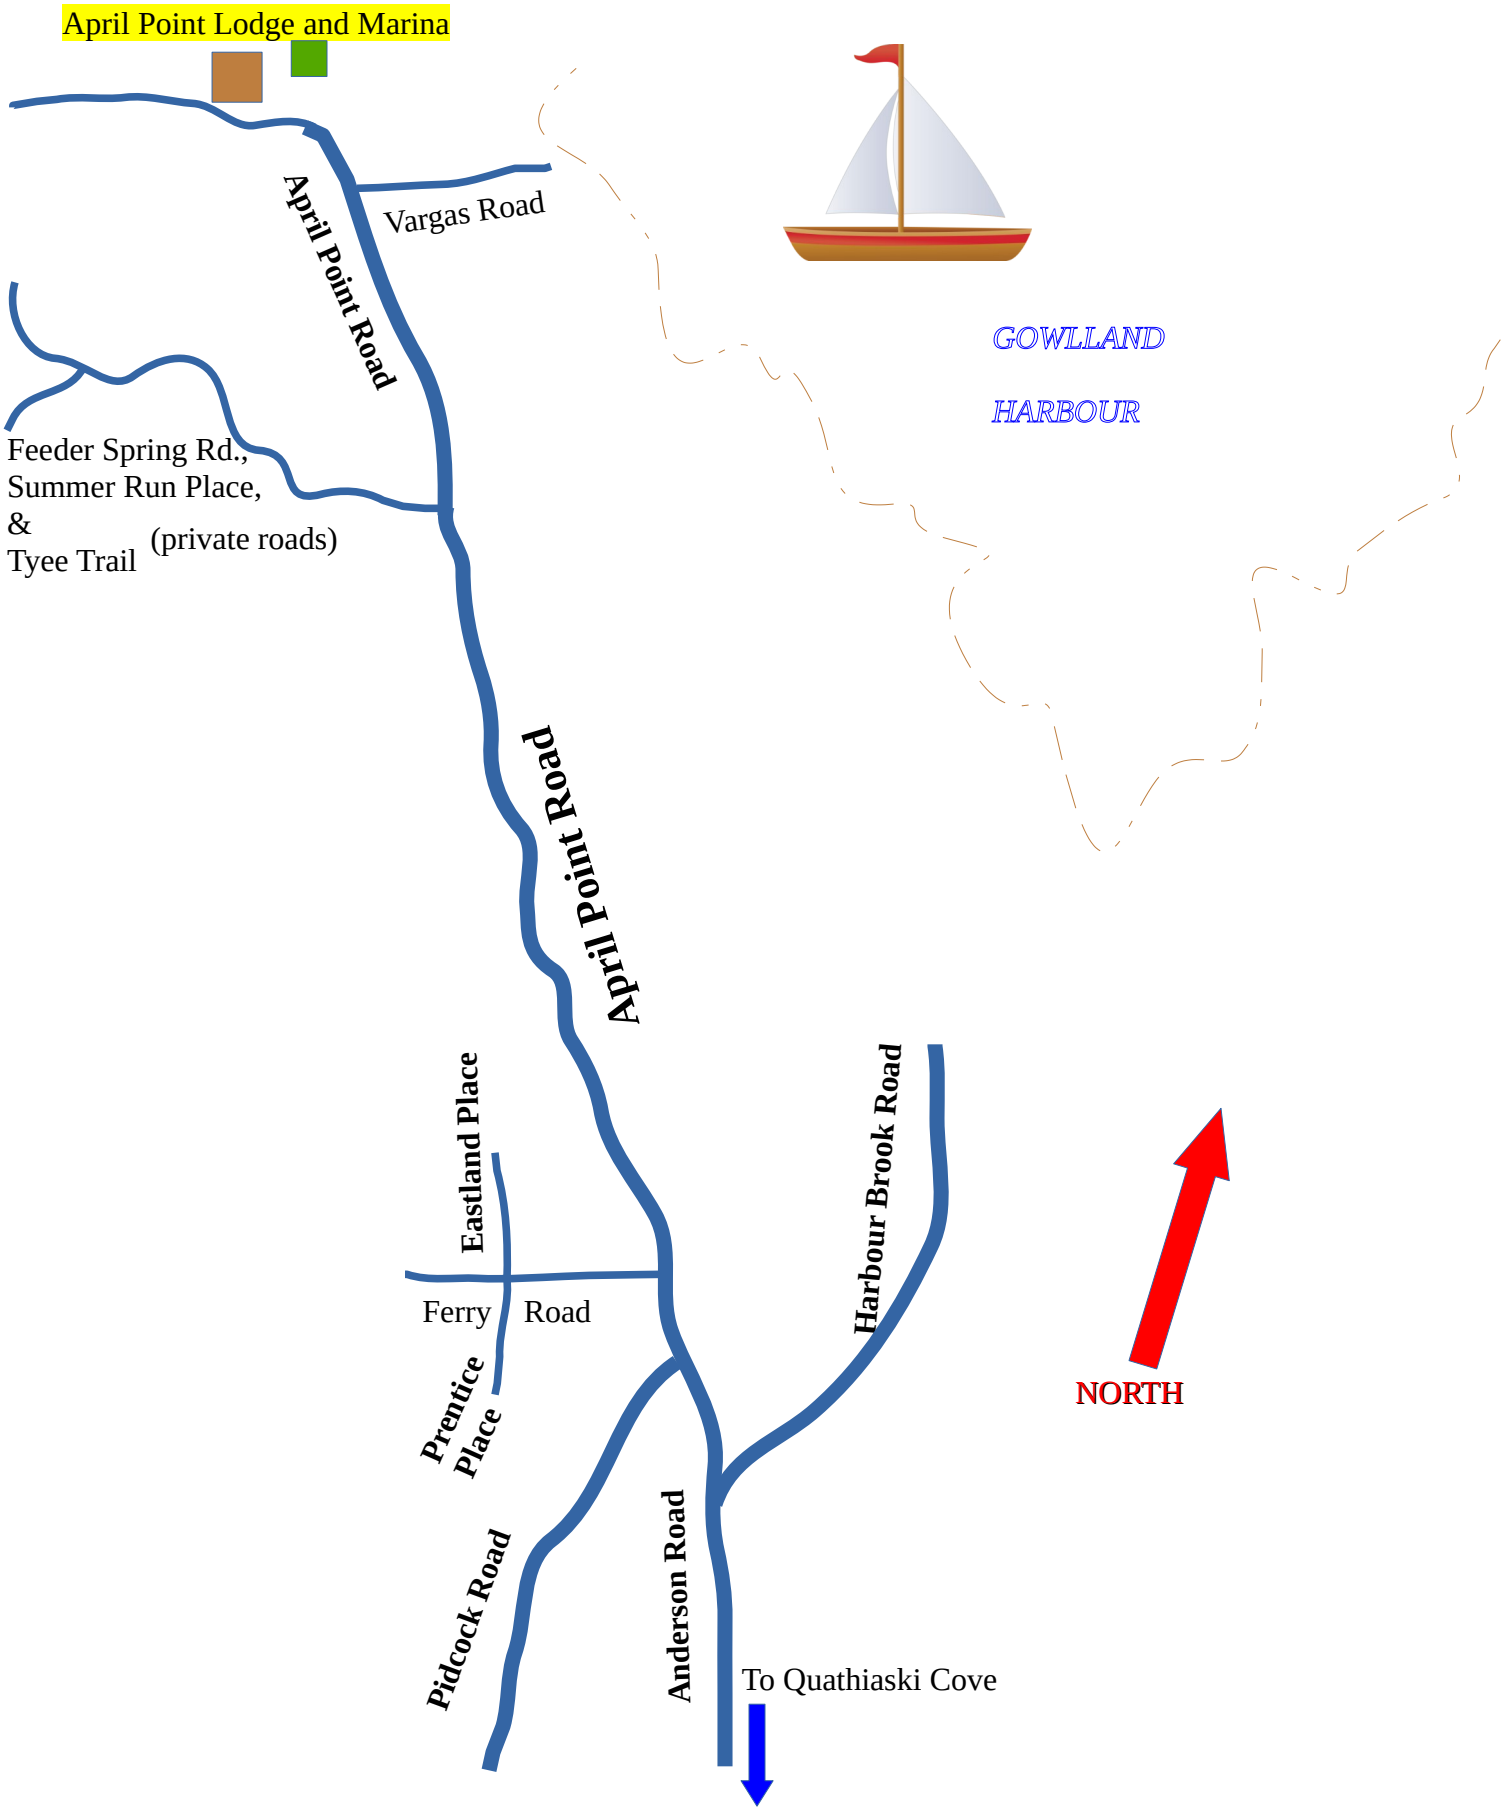 April Point Lodge and Marina
April Point Road
Vargas Road
GOWLLAND
HARBOUR
Feeder Spring Rd.,
Summer Run Place,
&
Tyee Trail
(private roads)
April Point Road
Eastland Place
Harbour Brook Road
Ferry Road
Prentice
Place
NORTH
Pidcock Road
Anderson Road
To Quathiaski Cove